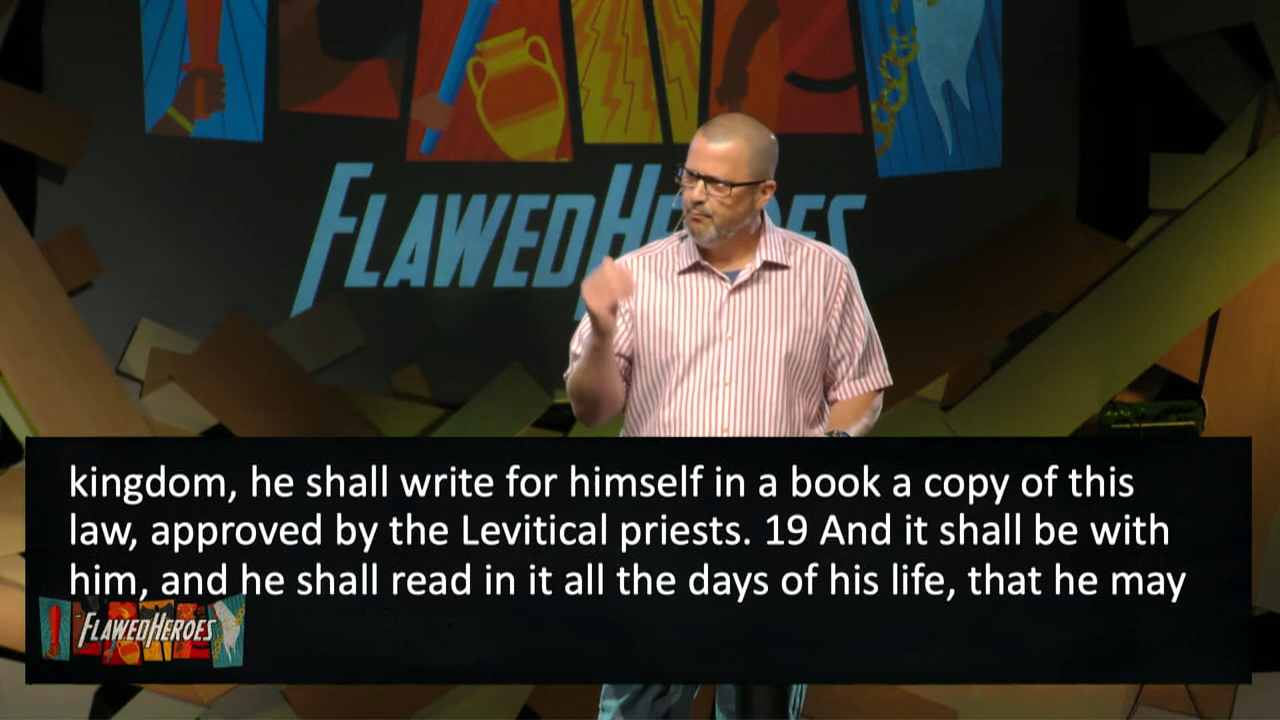 FLAWEDHEROES
kingdom, he shall write for himself in a book a copy of this
law, approved by the Levitical priests. 19 And it shall be with
him, and he shall read in it all the days of his life, that he may
FLAWEDHEROES